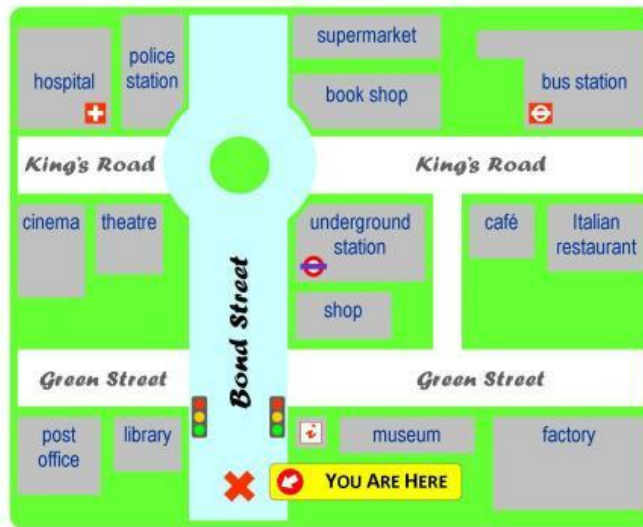 hospital
police
station
supermarket
book shop
bus station
King's Road
King's Road
cinema
theatre
underground
station
café
Italian
restaurant
shop
Bond Street
Green Street
Green Street
post
office
library
i
museum
factory
YOU ARE HERE